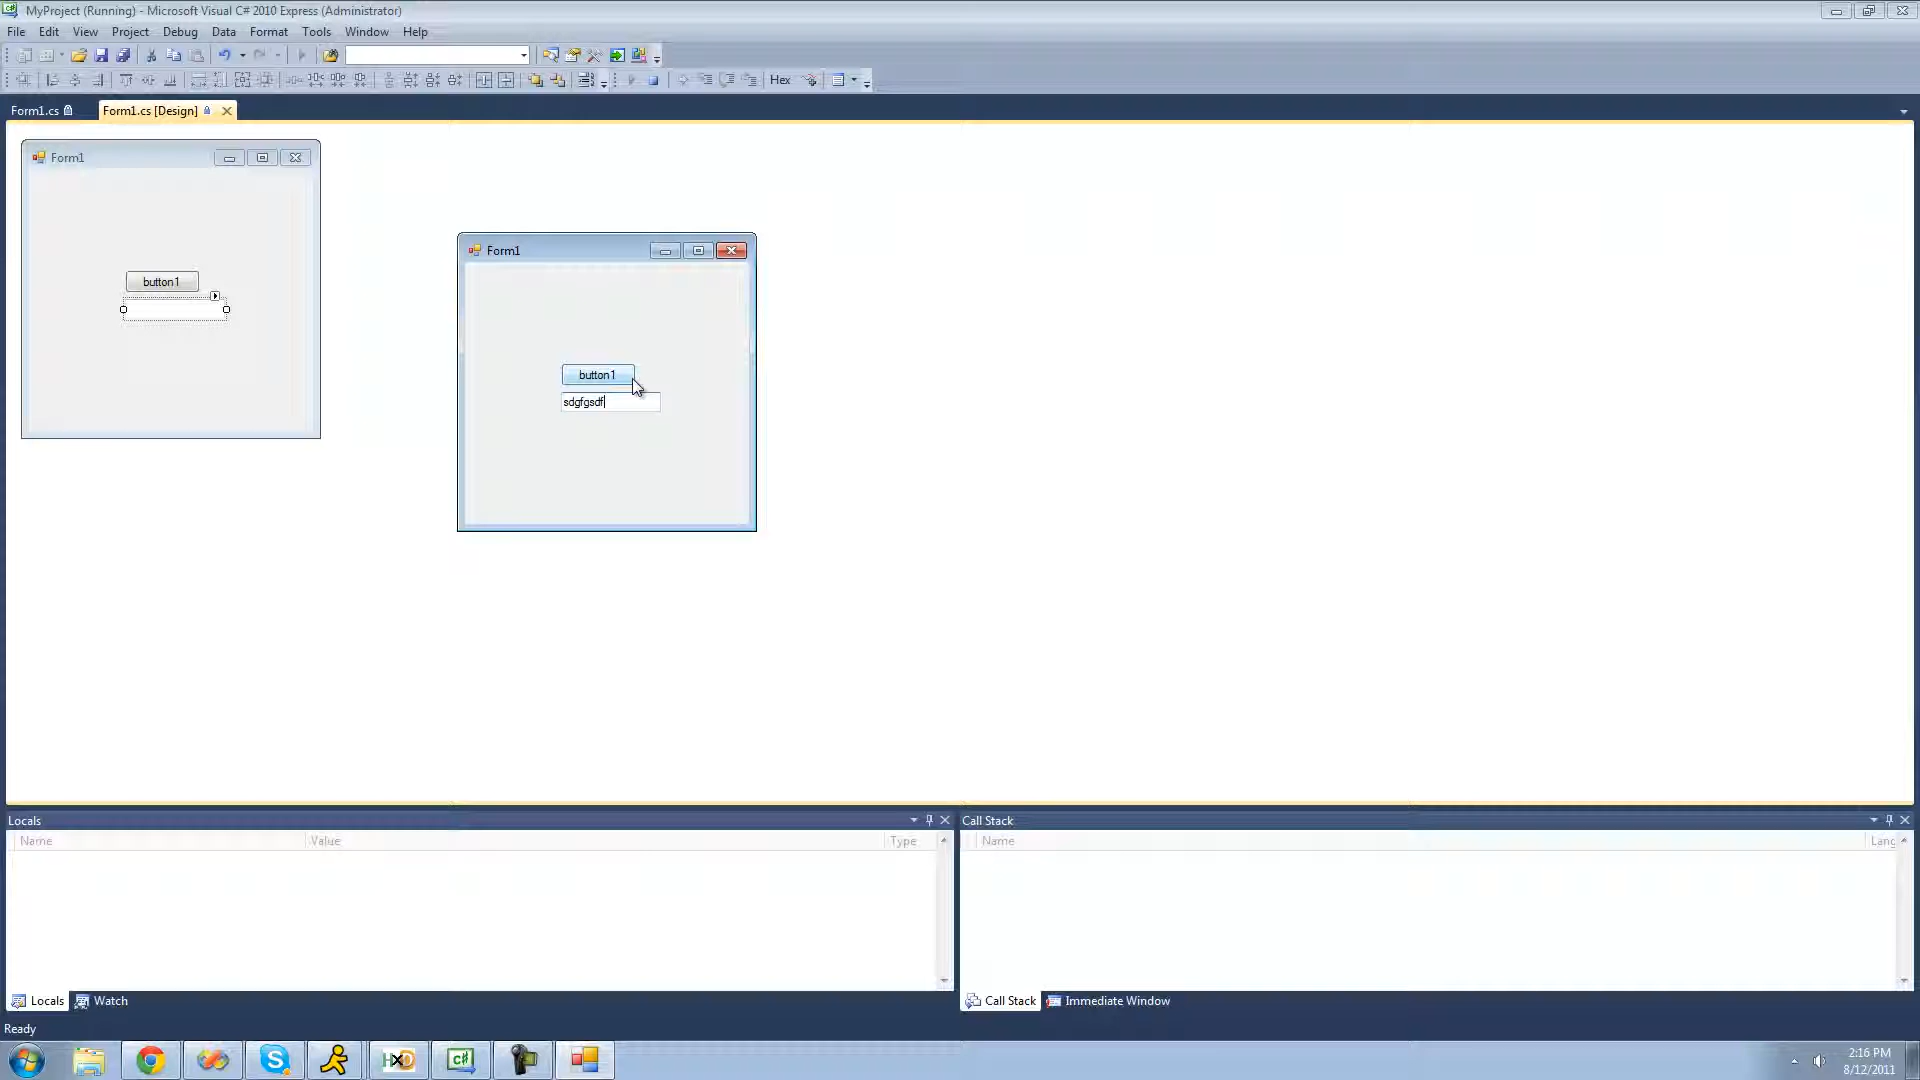 MyProject (Running) - Microsoft Visual C# 2010 Express (Administrator)
File Edit View Project Debug Data Format Tools Window Help
Hex
Form1.cs Form1.cs [Design]
Form1
button1
Form1
button1
sdgfgsdf
Locals
Name Value Type
Call Stack
Name Lang
Locals Watch
Call Stack Immediate Window
Ready
2:16 PM
8/12/2011